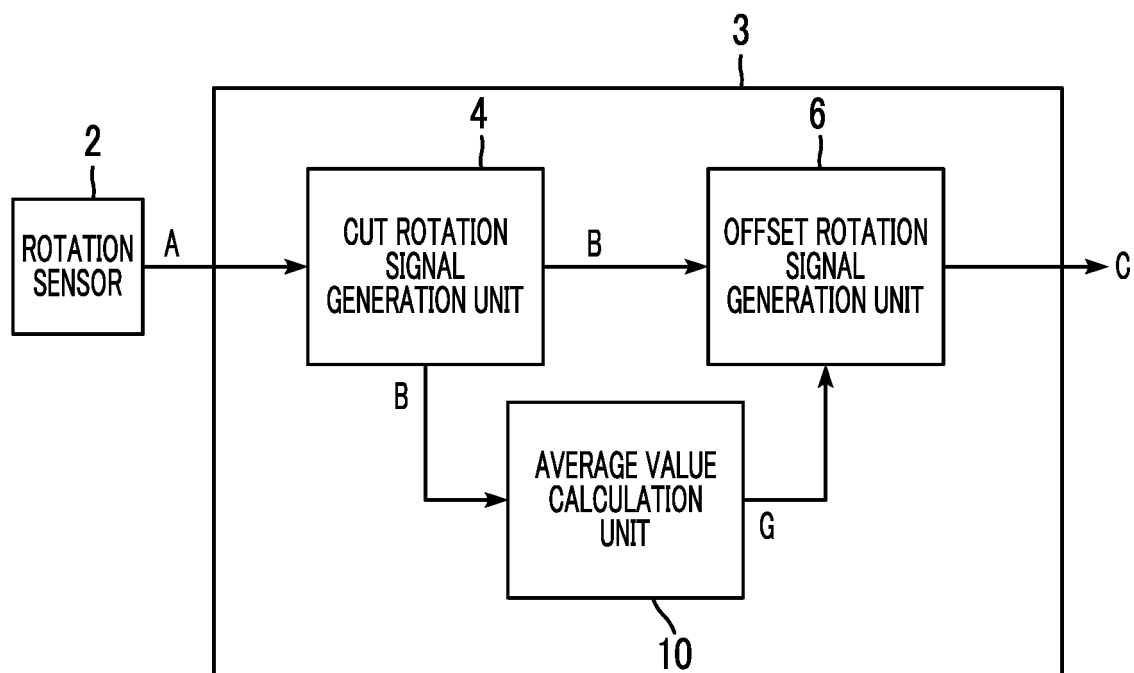 3
2
4
6
ROTATION
SENSOR
A
CUT ROTATION
SIGNAL
GENERATION UNIT
B
OFFSET ROTATION
SIGNAL
GENERATION UNIT
C
B
AVERAGE VALUE
CALCULATION
UNIT
G
10